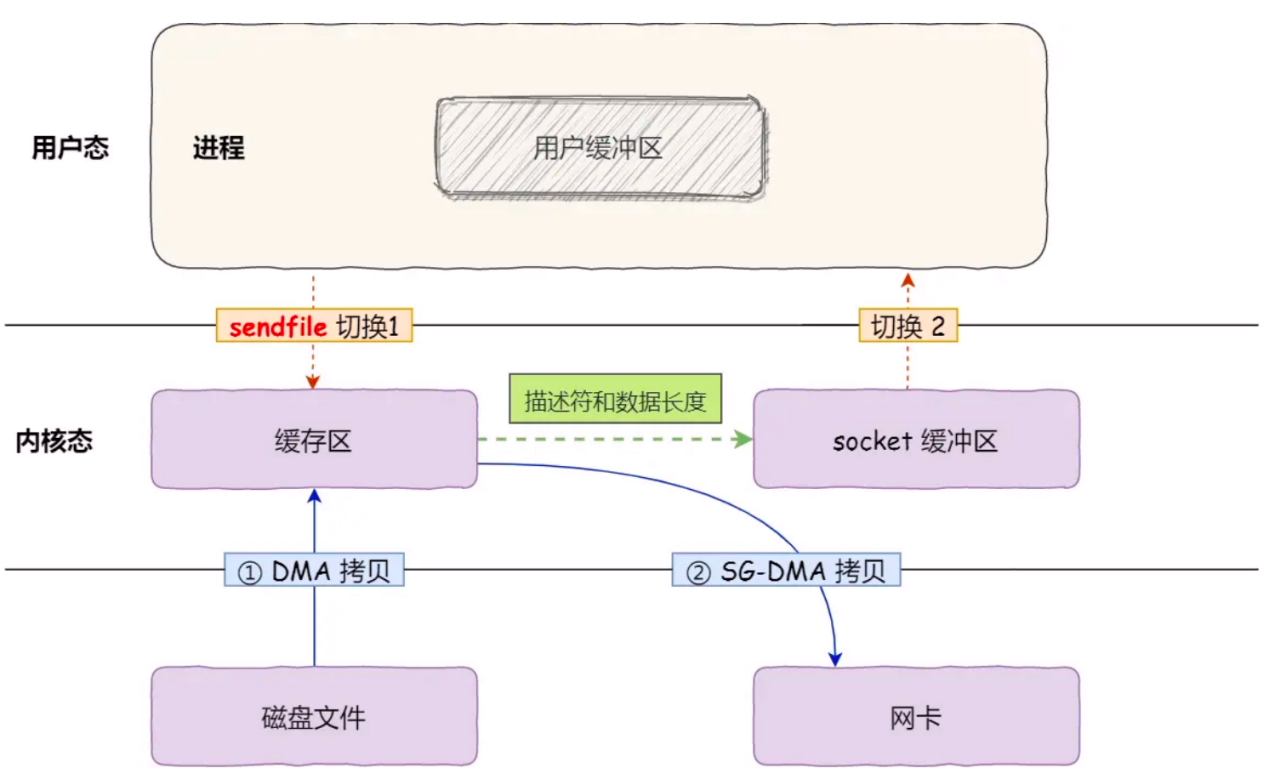 用户态
进程
用户缓冲区
sendfile 切换1
切换 2
描述符和数据长度
内核态
缓存区
socket 缓冲区
① DMA 拷贝
② SG-DMA 拷贝
磁盘文件
网卡